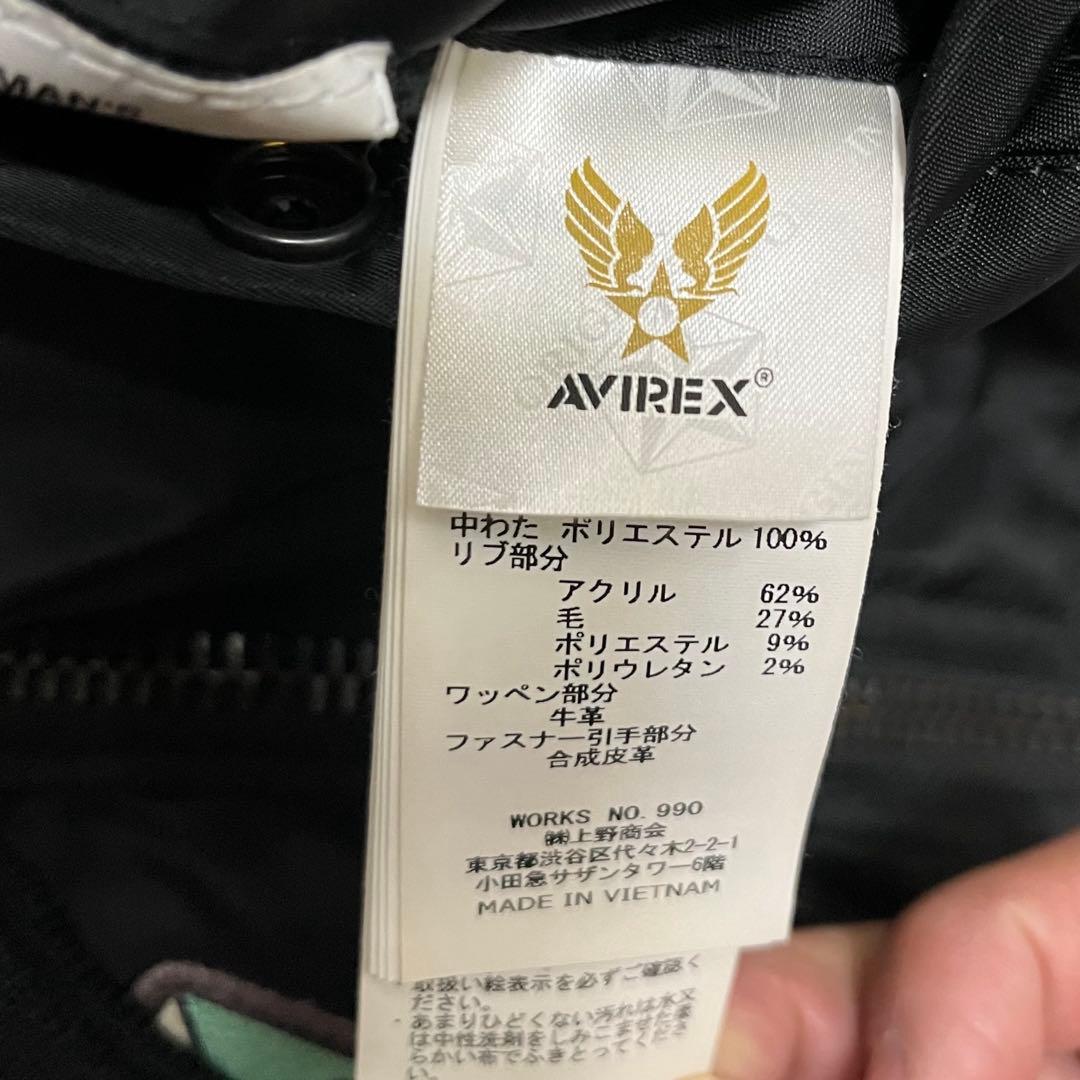 MAN'S
AVIREX®
中わた ポリエステル 100%
リブ部分
アクリル 62%
毛 27%
ポリエステル 9%
ポリウレタン 2%
ワッペン部分
牛革
ファスナー引手部分
合成皮革
WORKS NO. 990
㈱上野商会
東京都渋谷区代々木2-2-1
小田急サザンタワー6階
MADE IN VIETNAM
取扱い絵表示を必ずご確認く
ださい。
・あまりひどくない汚れは水又
は中性洗剤をしみこませた柔
らかい布でふきとってくださ
い。